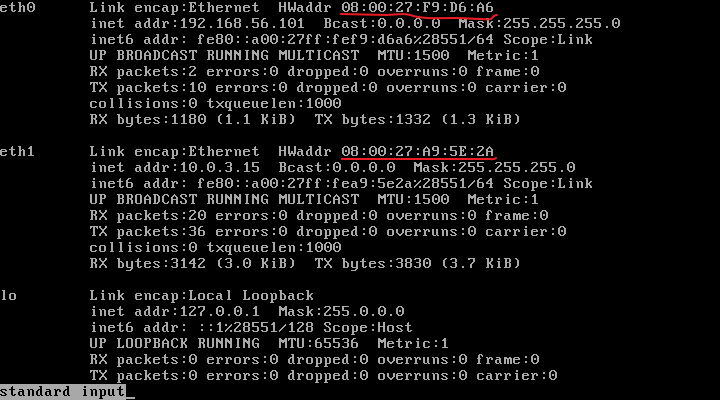 eth0 Link encap:Ethernet HWaddr 08:00:27:F9:D6:A6
inet addr:192.168.56.101 Bcast:0.0.0.0 Mask:255.255.255.0
inet6 addr: fe80::a00:27ff:fef9:d6a6%28551/64 Scope:Link
UP BROADCAST RUNNING MULTICAST MTU:1500 Metric:1
RX packets:2 errors:0 dropped:0 overruns:0 frame:0
TX packets:10 errors:0 dropped:0 overruns:0 carrier:0
collisions:0 txqueuelen:1000
RX bytes:1180 (1.1 KiB) TX bytes:1332 (1.3 KiB)
eth1 Link encap:Ethernet HWaddr 08:00:27:A9:5E:2A
inet addr:10.0.3.15 Bcast:0.0.0.0 Mask:255.255.255.0
inet6 addr: fe80::a00:27ff:fea9:5e2a%28551/64 Scope:Link
UP BROADCAST RUNNING MULTICAST MTU:1500 Metric:1
RX packets:20 errors:0 dropped:0 overruns:0 frame:0
TX packets:36 errors:0 dropped:0 overruns:0 carrier:0
collisions:0 txqueuelen:1000
RX bytes:3142 (3.0 KiB) TX bytes:3830 (3.7 KiB)
lo Link encap:Local Loopback
inet addr:127.0.0.1 Mask:255.0.0.0
inet6 addr: ::1%28551/128 Scope:Host
UP LOOPBACK RUNNING MTU:65536 Metric:1
RX packets:0 errors:0 dropped:0 overruns:0 frame:0
TX packets:0 errors:0 dropped:0 overruns:0 carrier:0
standard input_